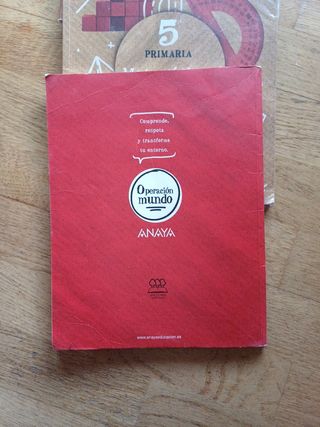 5
PRIMARIA
Comprende,
respeta
y transforma
tu entorno.
Operación
mundo
ANAYA
www.anayaeducacion.es